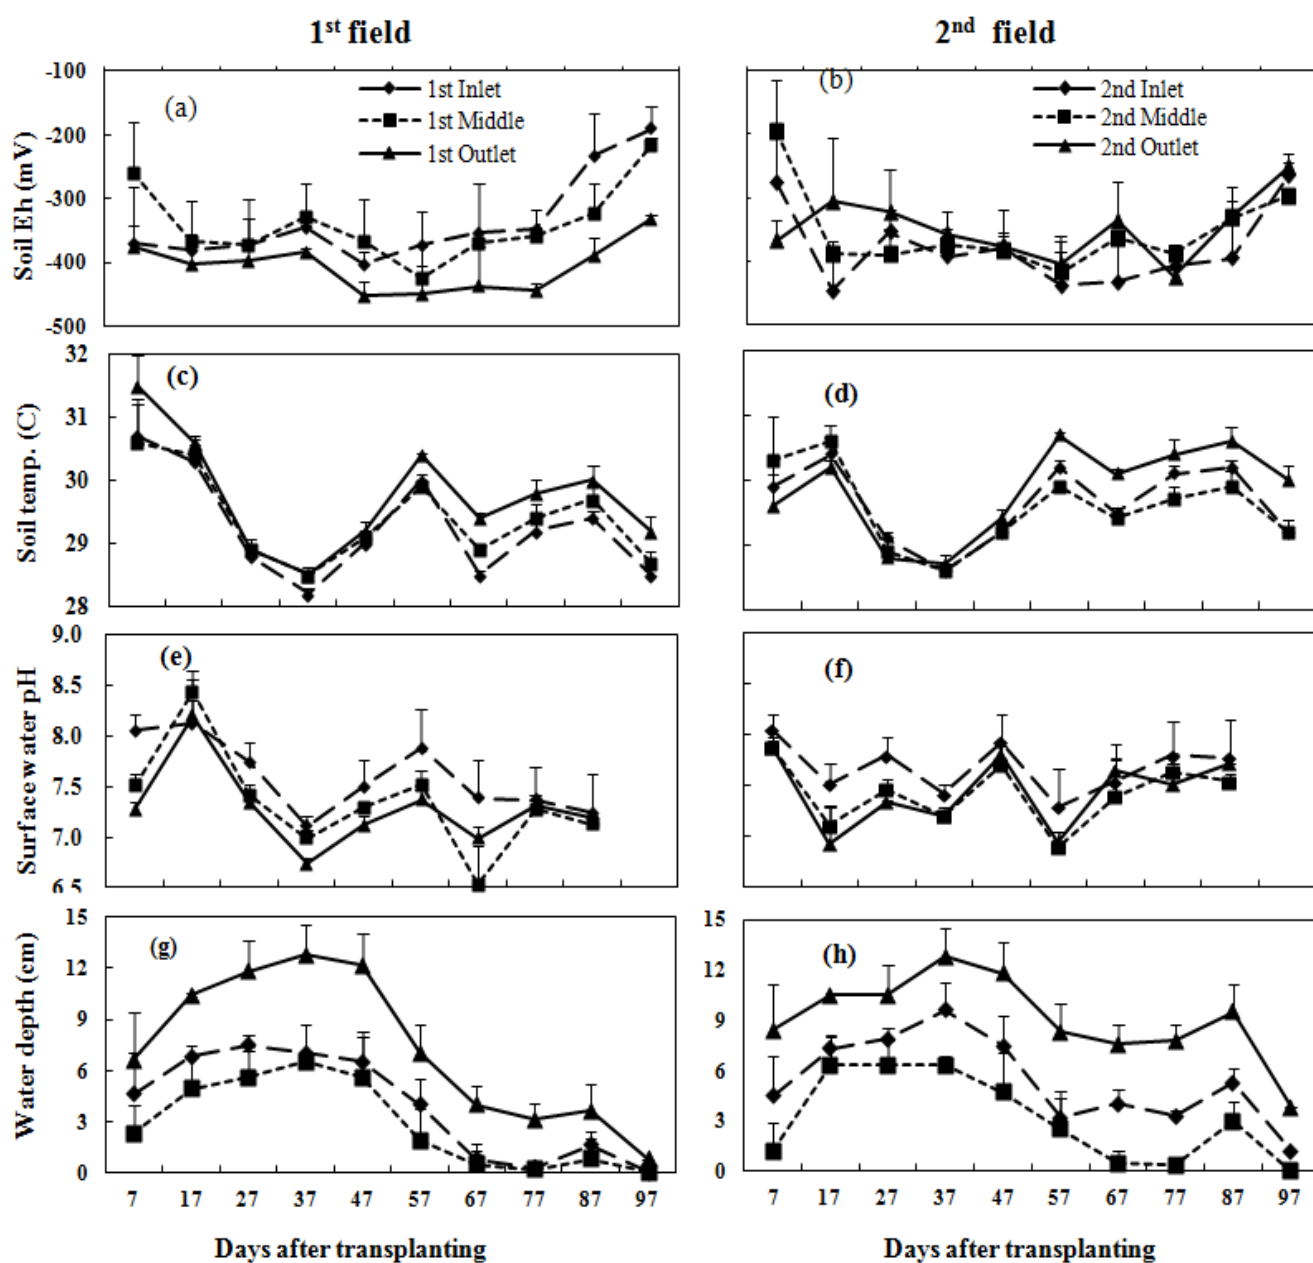 1st field
2nd field
Soil Eh (mV)
-100
-200
-300
-400
-500
(a)
1st Inlet
1st Middle
1st Outlet
(b)
2nd Inlet
2nd Middle
2nd Outlet
Soil temp. (C)
32
31
30
29
28
(c)
(d)
Surface water pH
9.0
8.5
8.0
7.5
7.0
6.5
(e)
(f)
Water depth (cm)
15
12
9
6
3
0
(g)
7 17 27 37 47 57 67 77 87 97
Days after transplanting
15
12
9
6
3
0
(h)
7 17 27 37 47 57 67 77 87 97
Days after transplanting